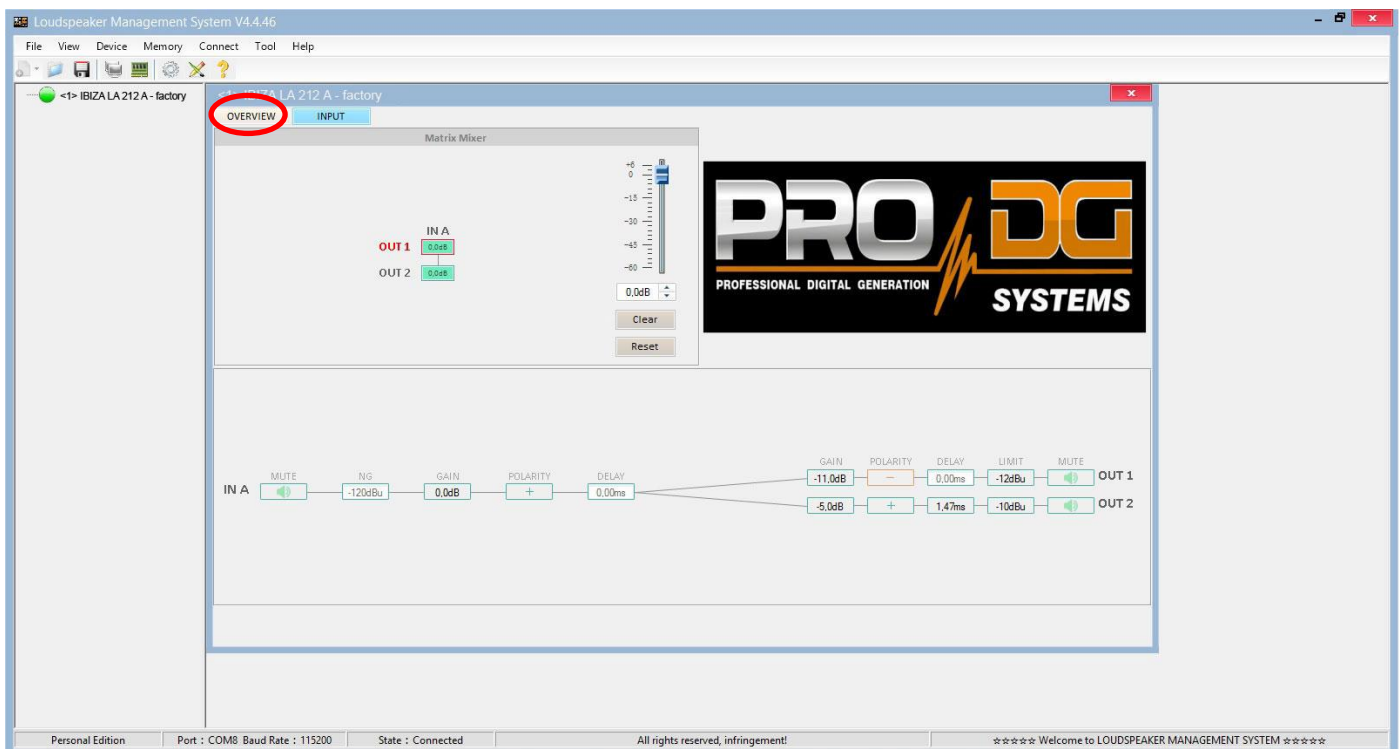 Loudspeaker Management System V4.4.46
File View Device Memory Connect Tool Help
<1> IBIZA LA 212 A - factory
<1> IBIZA LA 212 A - factory
OVERVIEW INPUT
Matrix Mixer
+6
0
-15
-30
-45
-60
IN A
OUT 1 0,0dB
OUT 2 0,0dB
0,0dB
Clear
Reset
PRO DG
PROFESSIONAL DIGITAL GENERATION
SYSTEMS
MUTE NG GAIN POLARITY DELAY
IN A -120dBu 0,0dB + 0,00ms
GAIN POLARITY DELAY LIMIT MUTE
-11,0dB - 0,00ms -12dBu OUT 1
-5,0dB + 1,47ms -10dBu OUT 2
Personal Edition Port : COM8 Baud Rate : 115200 State : Connected All rights reserved, infringement! ☆☆☆☆☆ Welcome to LOUDSPEAKER MANAGEMENT SYSTEM ☆☆☆☆☆